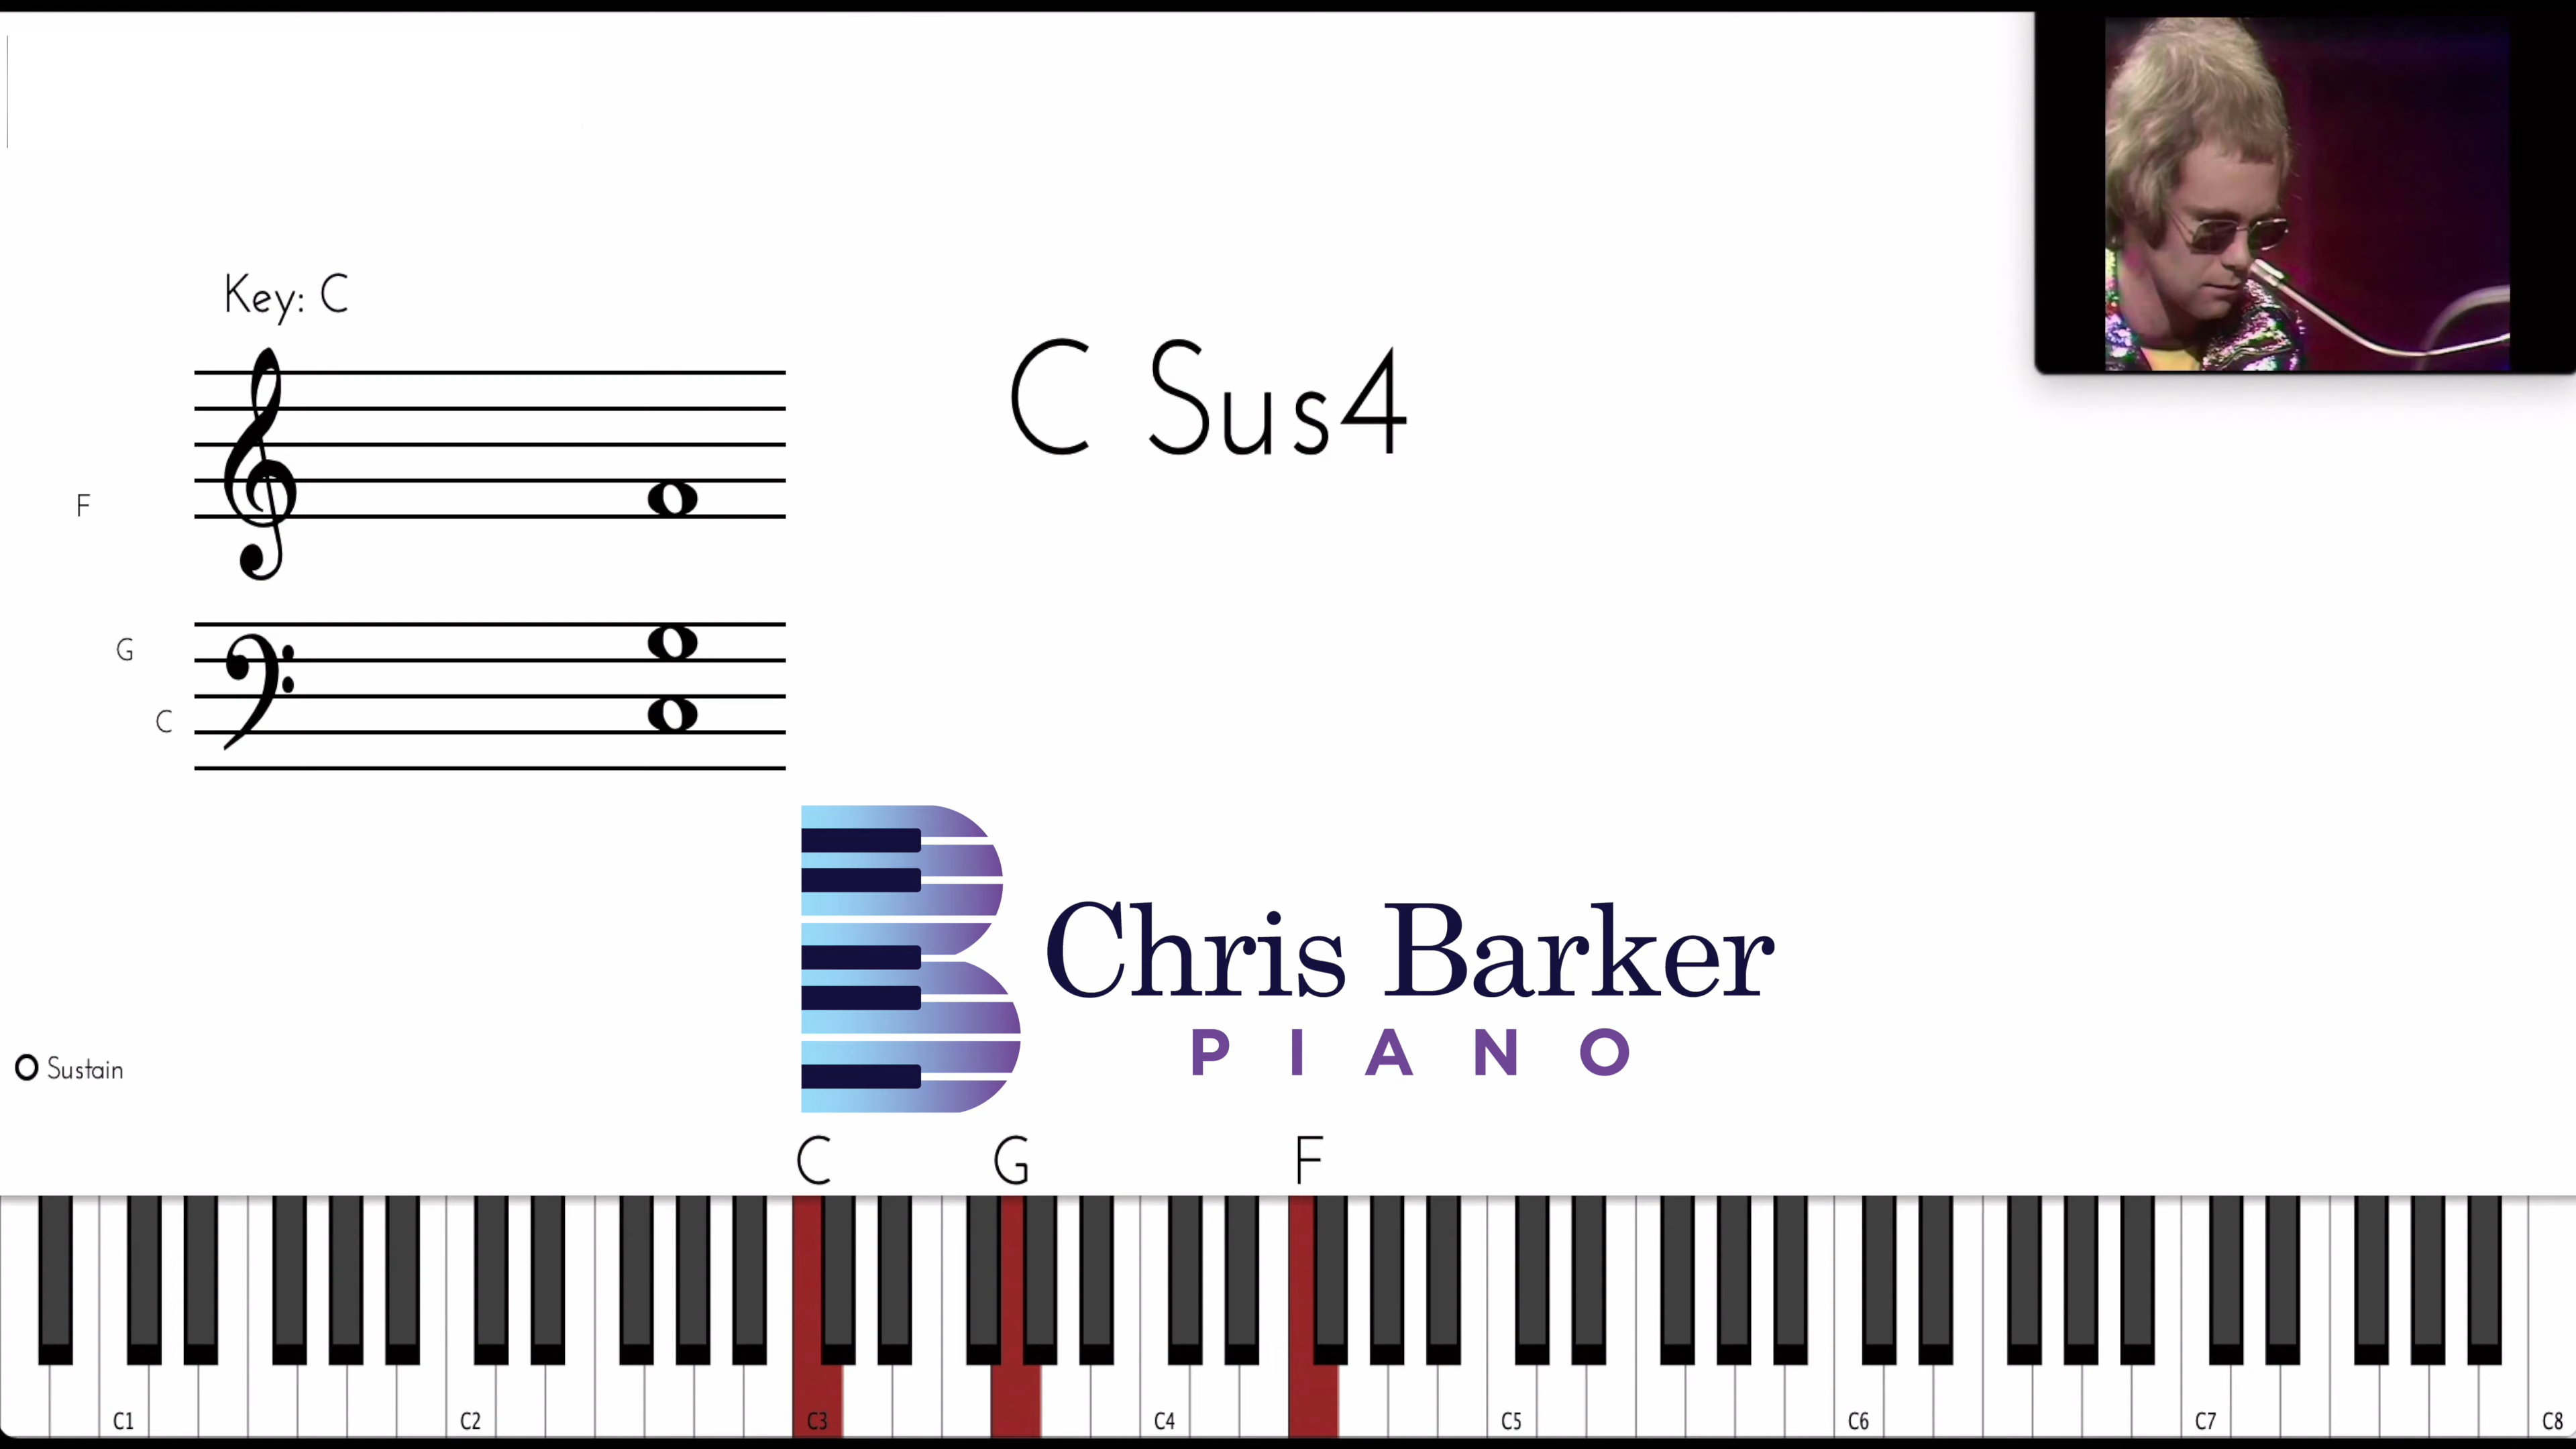 Key: C
C Sus4
F
G
C
Chris Barker
PIANO
Sustain
C G F
C1 C2 C3 C4 C5 C6 C7 C8